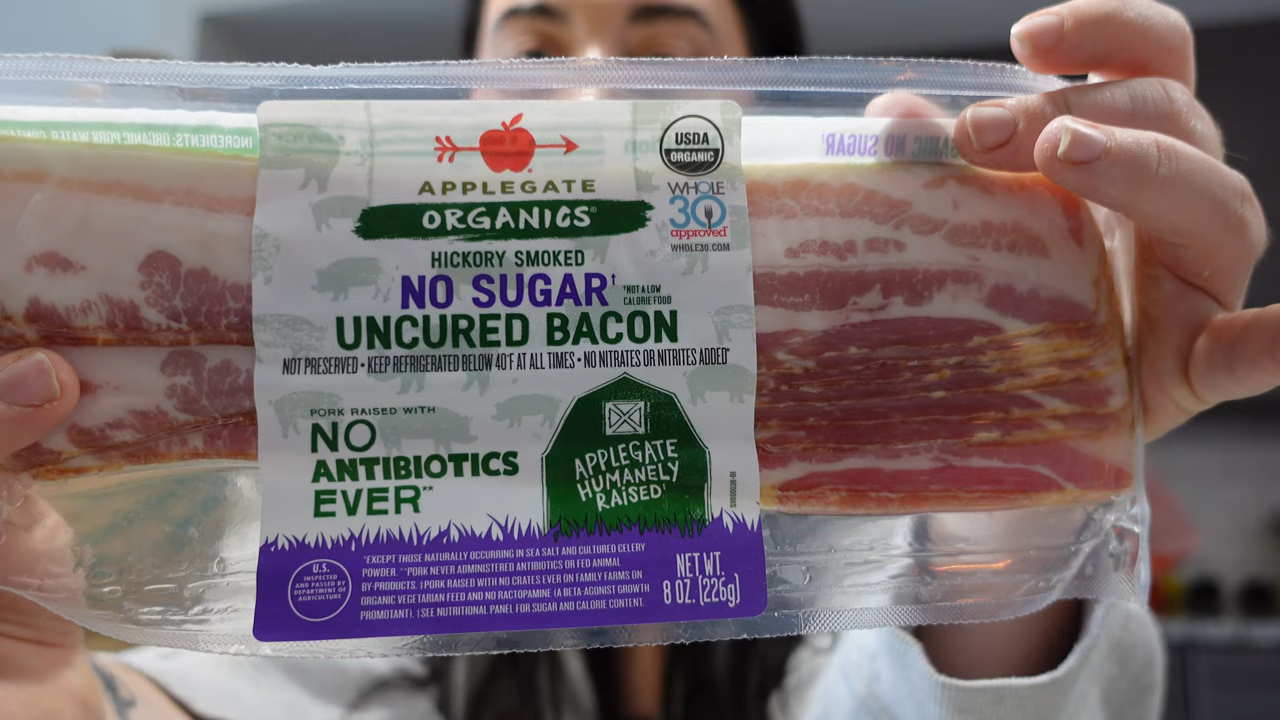 USDA
ORGANIC
WHOLE
30
approved
WHOLE30.COM
APPLEGATE
ORGANICS®
HICKORY SMOKED
NO SUGAR†
†NOT A LOW
CALORIE FOOD
UNCURED BACON
NOT PRESERVED • KEEP REFRIGERATED BELOW 40°F AT ALL TIMES • NO NITRATES OR NITRITES ADDED*
PORK RAISED WITH
NO
ANTIBIOTICS
EVER**
APPLEGATE
HUMANELY
RAISED
U.S.
INSPECTED
AND PASSED BY
DEPARTMENT OF
AGRICULTURE
*EXCEPT THOSE NATURALLY OCCURRING IN SEA SALT AND CULTURED CELERY
POWDER. **PORK NEVER ADMINISTERED ANTIBIOTICS OR FED ANIMAL
BY-PRODUCTS. ‡PORK RAISED WITH NO CRATES EVER ON FAMILY FARMS ON
ORGANIC VEGETARIAN FEED AND NO RACTOPAMINE (A BETA-AGONIST GROWTH
PROMOTANT). † SEE NUTRITIONAL PANEL FOR SUGAR AND CALORIE CONTENT.
NET WT.
8 OZ. (226g)
INGREDIENTS: ORGANIC PORK, WATER
NO SUGAR